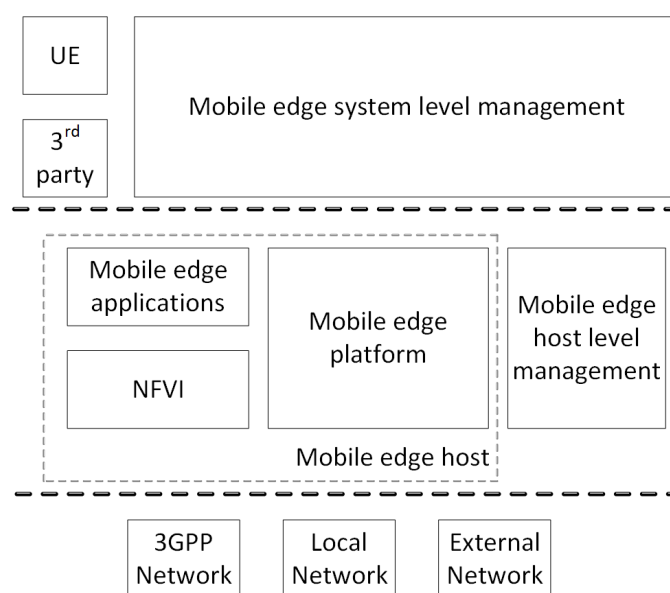 UE
Mobile edge system level management
3rd
party
Mobile edge
applications
NFVI
Mobile edge
platform
Mobile edge
host level
management
Mobile edge host
3GPP
Network
Local
Network
External
Network